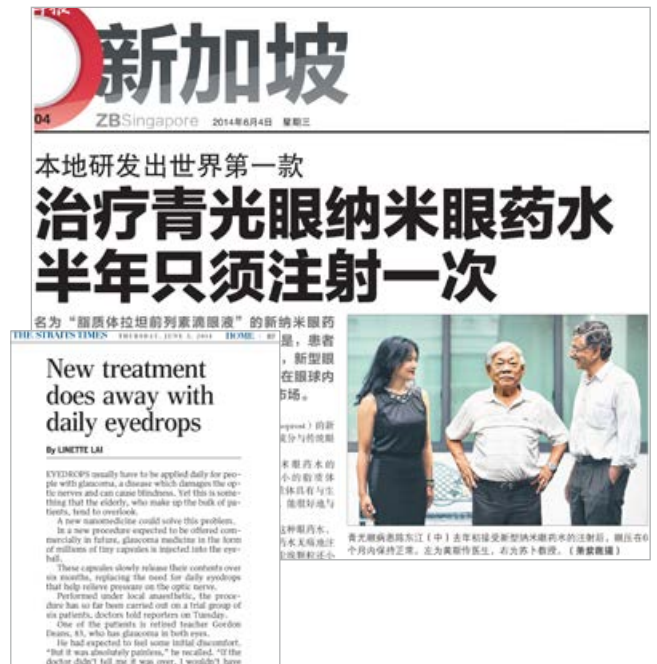 04
新加坡
ZBSingapore 2014年6月4日 星期三
本地研发出世界第一款
治疗青光眼纳米眼药水
半年只须注射一次
名为“脂质体拉坦前列素滴眼液”的新纳米眼药
是，患者
，新型眼
在眼球内
市场。
青光眼病患陈东江（中）去年粘接受新型纳米眼药水的注射后，眼压在6
个月内保持正常。左为黄斯伶医生，右为苏卜教授。
THE STRAITS TIMES THURSDAY, JUNE 5, 2014 HOME
New treatment
does away with
daily eyedrops
By LINETTE LAI
EYEDROPS usually have to be applied daily for peo-
ple with glaucoma, a disease which damages the op-
tic nerves and can cause blindness. Yet this is some-
thing that the elderly, who make up the bulk of pa-
tients, tend to overlook.
A new nanomedicine could solve this problem.
In a new procedure expected to be offered com-
mercially in future, glaucoma medicine in the form
of millions of tiny capsules is injected into the eye-
ball.
These capsules slowly release their contents over
six months, replacing the need for daily eyedrops
that help relieve pressure on the optic nerve.
Performed under local anaesthetic, the proce-
dure has so far been carried out on a trial group of
six patients, doctors told reporters on Tuesday.
One of the patients is retired teacher Gordon
Deans, 83, who has glaucoma in both eyes.
He had expected to feel some initial discomfort.
"But it was absolutely painless," he recalled. "If the
doctor didn't tell me it was over, I wouldn't have